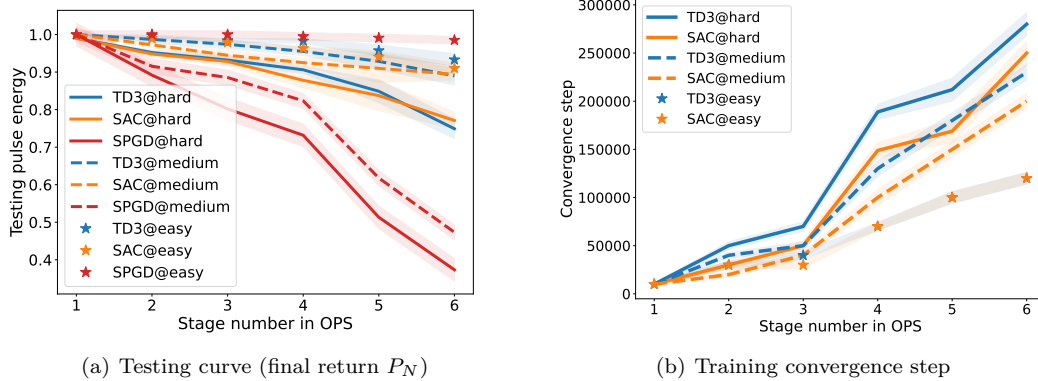 1.0
0.9
0.8
0.7
0.6
0.5
0.4
Testing pulse energy
TD3@hard
SAC@hard
SPGD@hard
TD3@medium
SAC@medium
SPGD@medium
TD3@easy
SAC@easy
SPGD@easy
1 2 3 4 5 6
Stage number in OPS
(a) Testing curve (final return P_N)
300000
250000
200000
150000
100000
50000
0
Convergence step
TD3@hard
SAC@hard
TD3@medium
SAC@medium
TD3@easy
SAC@easy
1 2 3 4 5 6
Stage number in OPS
(b) Training convergence step